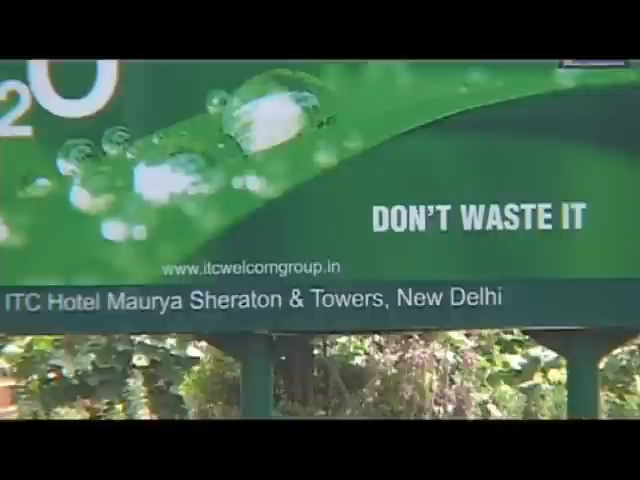 2O
DON'T WASTE IT
www.itcwelcomgroup.in
ITC Hotel Maurya Sheraton & Towers, New Delhi